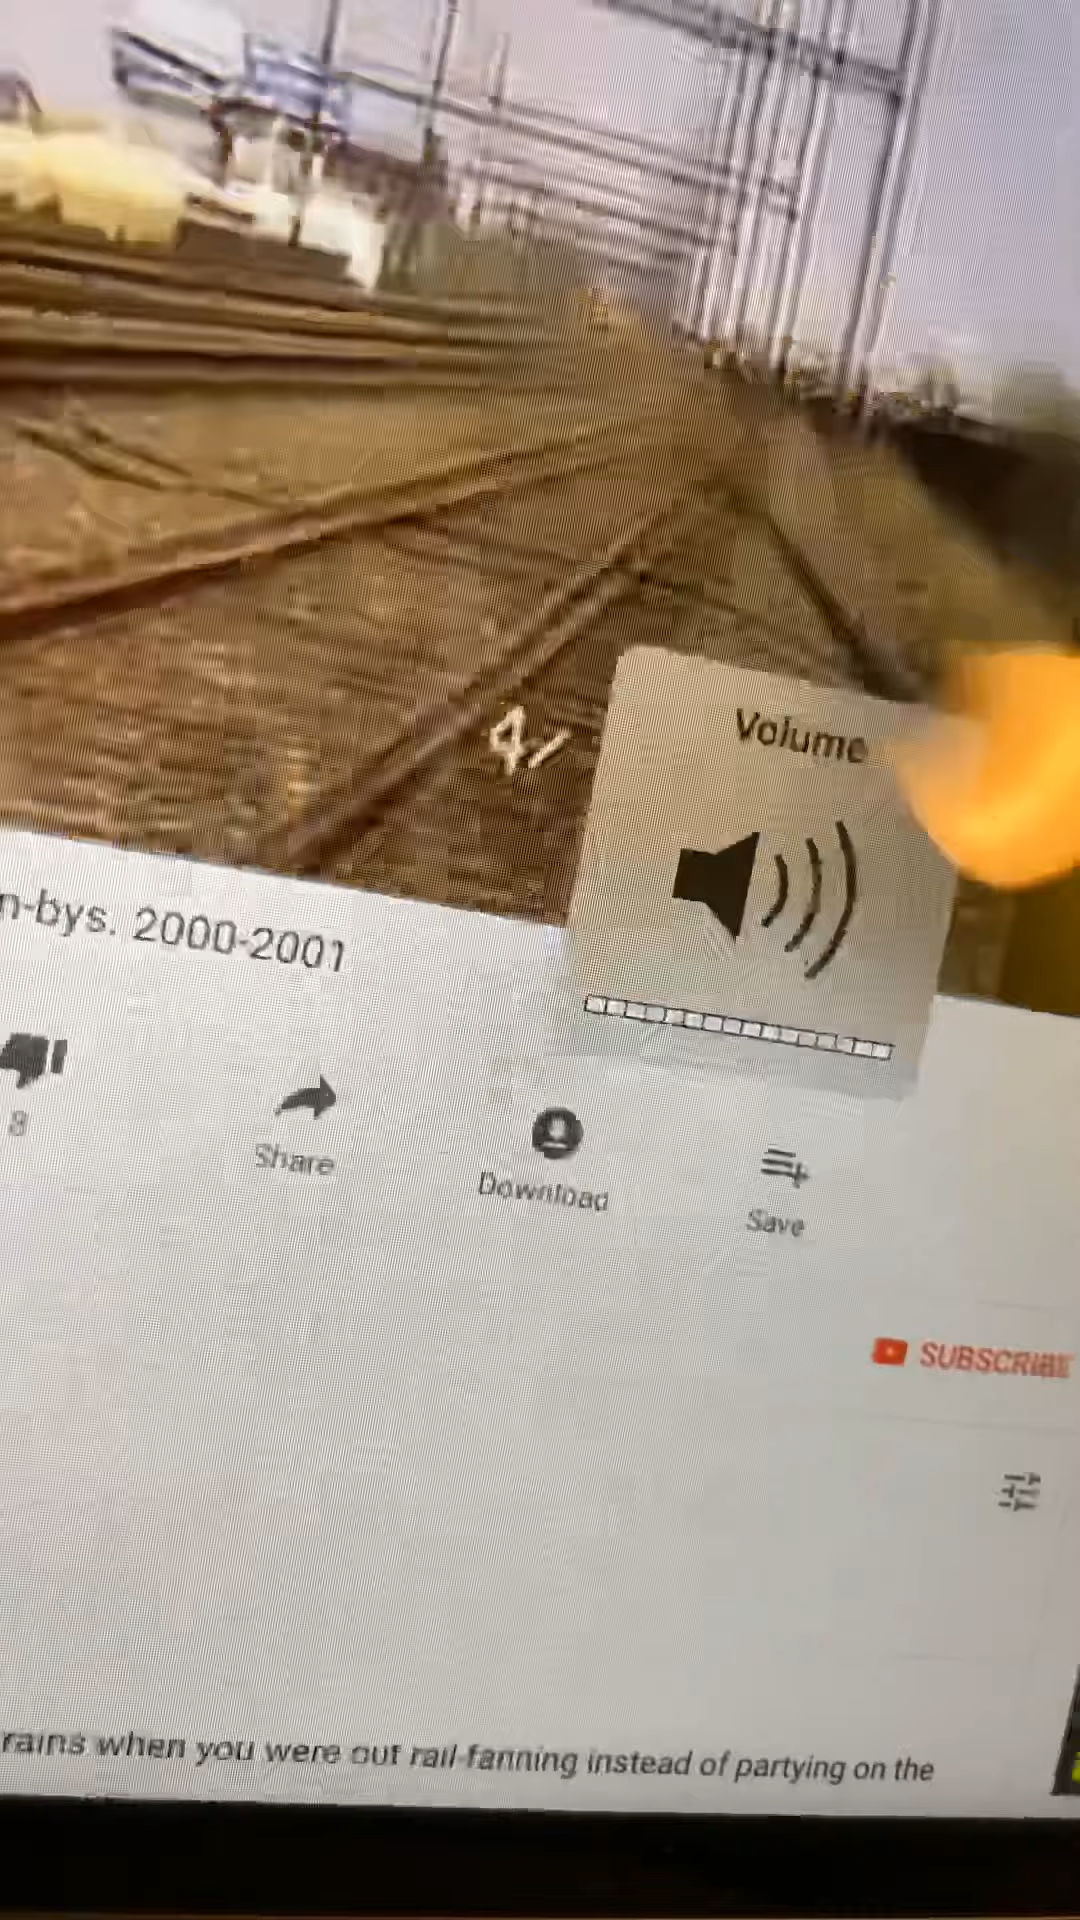 4/
Volume
n-bys. 2000-2001
8
Share
Download
Save
SUBSCRIBE
rains when you were out rail-fanning instead of partying on the